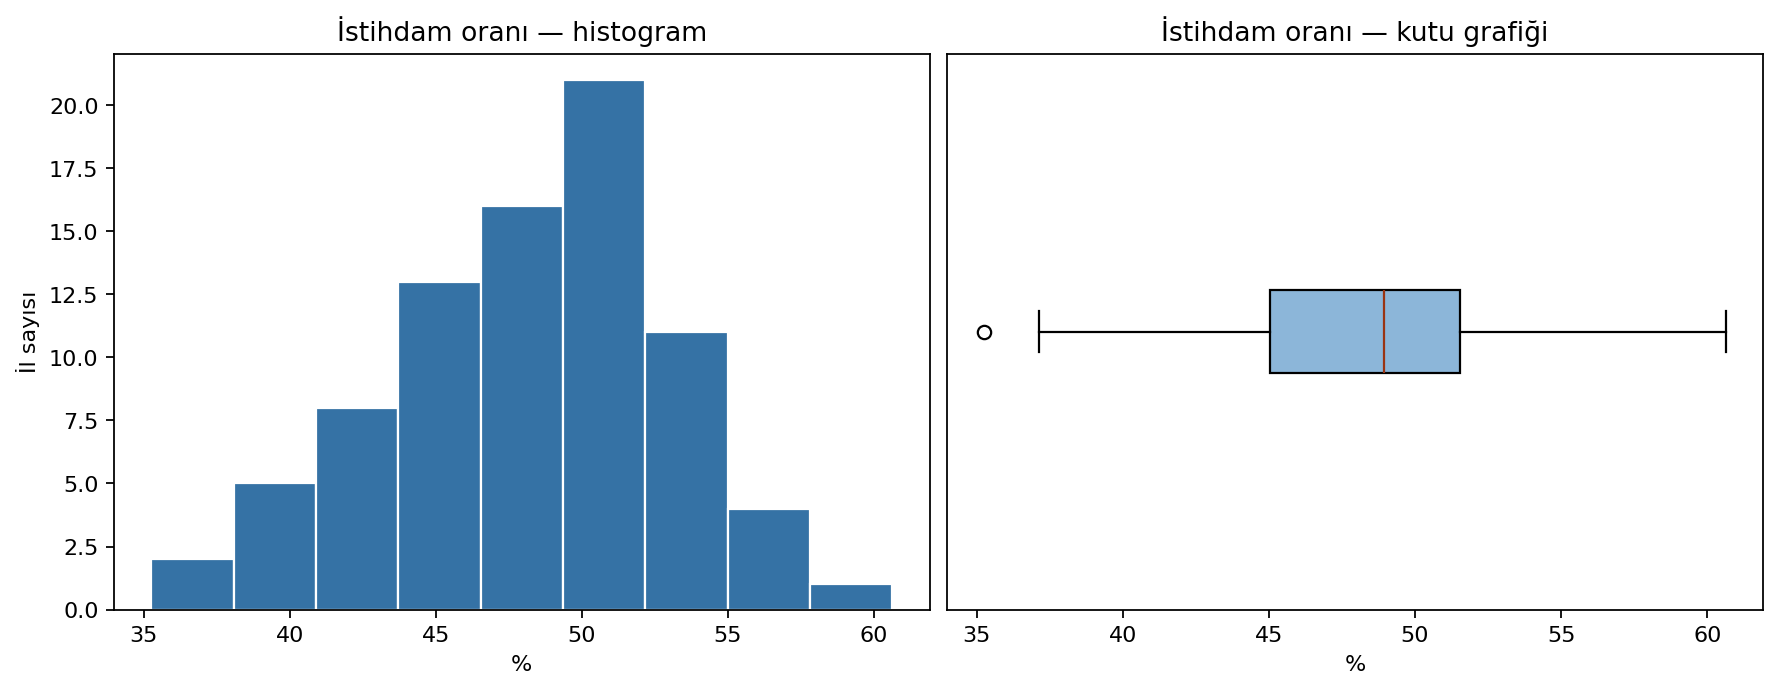 İstihdam oranı — histogram
20.0
17.5
15.0
12.5
10.0
7.5
5.0
2.5
0.0
İl sayısı
35 40 45 50 55 60
%
İstihdam oranı — kutu grafiği
35 40 45 50 55 60
%